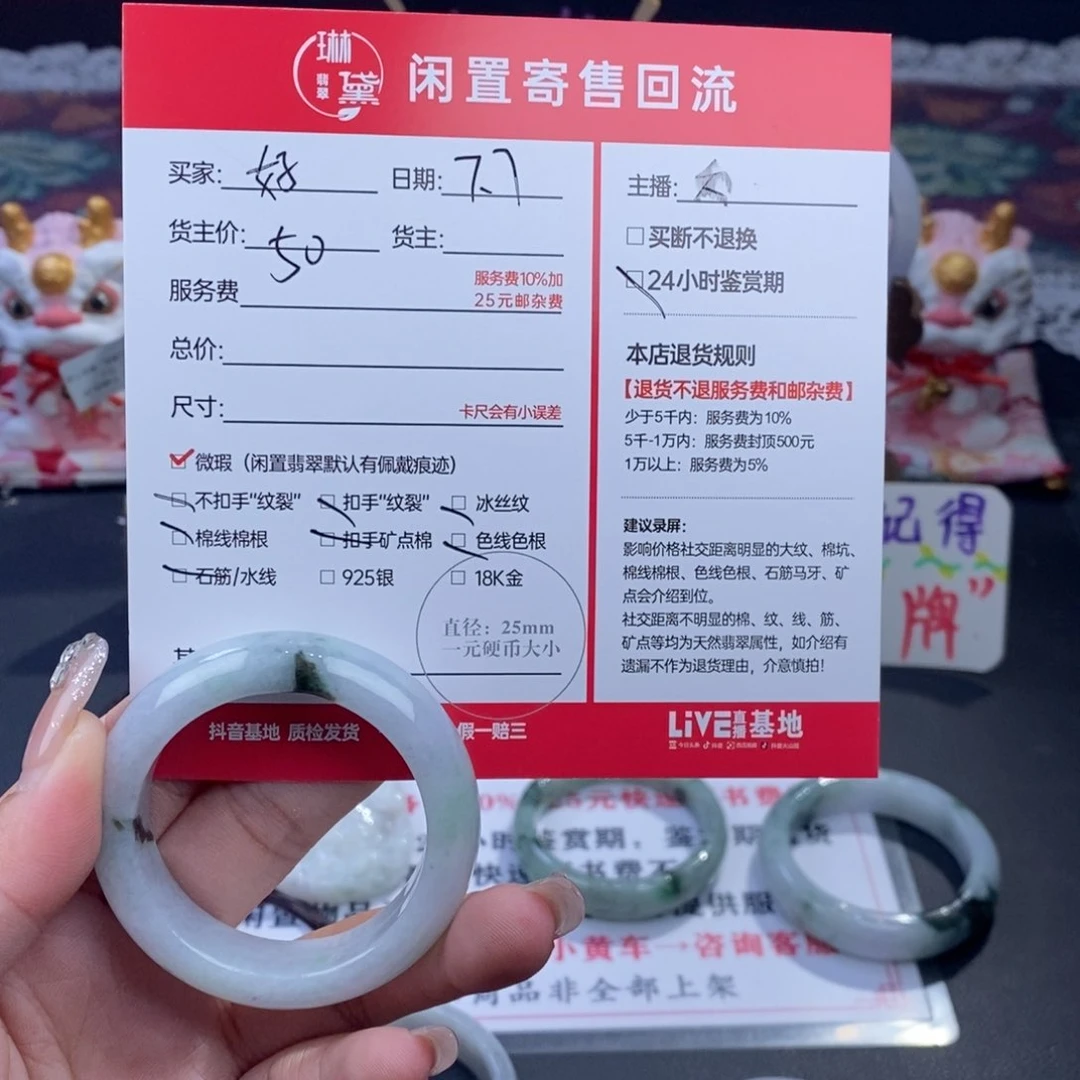 琳黛
翡翠
闲置寄售回流
买家: 好
日期: 7.7
货主价: 50
货主:
服务费
服务费10%加
25元邮杂费
总价:
尺寸:
卡尺会有小误差
微瑕（闲置翡翠默认有佩戴痕迹）
不扣手“纹裂” 扣手“纹裂” 冰丝纹
棉线棉根 扣手矿点棉 色线色根
石筋/水线 925银 18K金
直径：25mm
一元硬币大小
抖音基地 质检发货
假一赔三
主播:
买断不退换
24小时鉴赏期
本店退货规则
【退货不退服务费和邮杂费】
少于5千内：服务费为10%
5千-1万内：服务费封顶500元
1万以上：服务费为5%
建议录屏:
影响价格社交距离明显的大纹、棉坑、
棉线棉根、色线色根、石筋马牙、矿
点会介绍到位。
社交距离不明显的棉、纹、线、筋、
矿点等均为天然翡翠属性，如介绍有
遗漏不作为退货理由，介意慎拍！
LiVE直播基地
记得
牌”
小时鉴赏期
小黄车→咨询客服
商品非全部上架